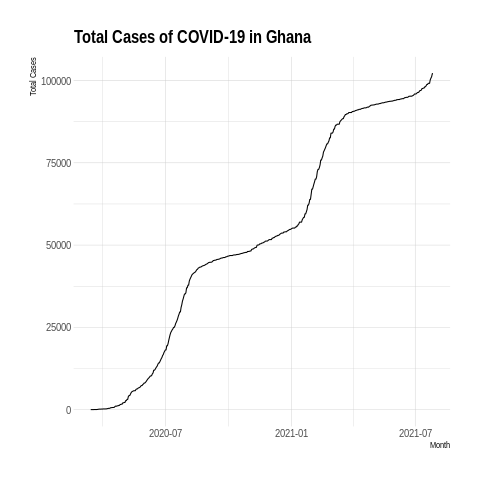 Total Cases of COVID-19 in Ghana
Total Cases
100000
75000
50000
25000
0
2020-07
2021-01
2021-07
Month